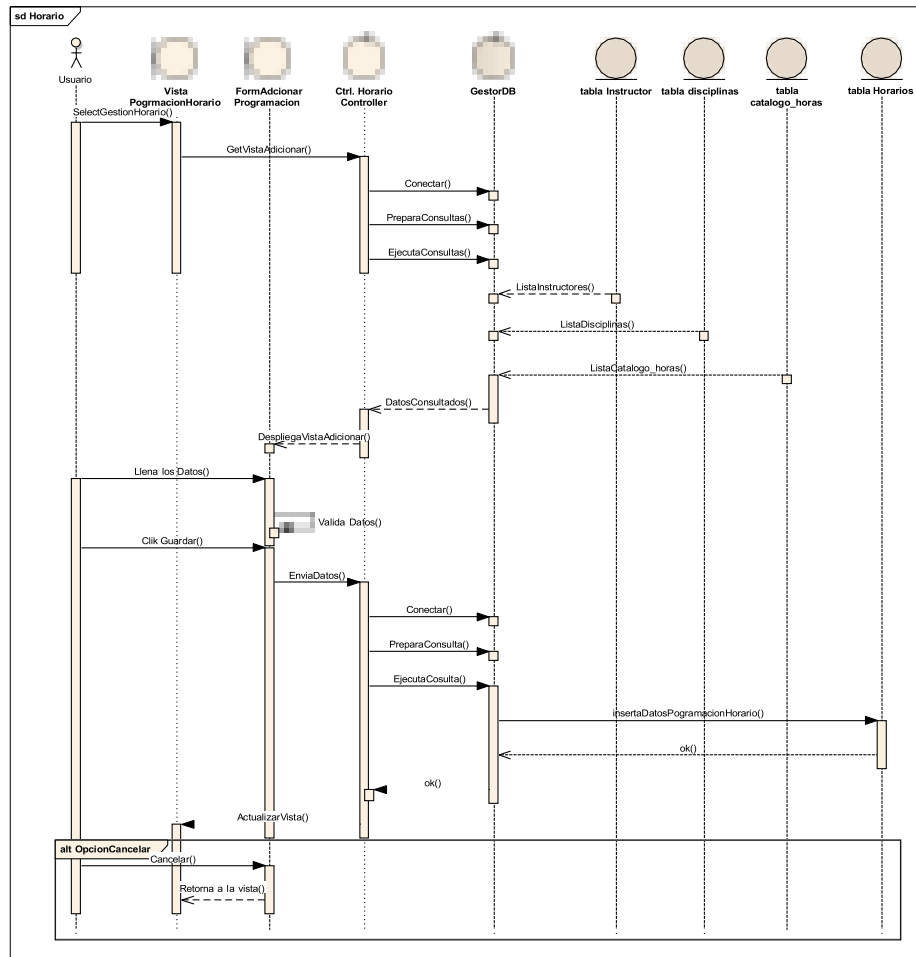 sd Horario
Usuario
Vista
PogrmacionHorario
FormAdcionar
Programacion
Ctrl. Horario
Controller
GestorDB
tabla Instructor
tabla disciplinas
tabla
catalogo_horas
tabla Horarios
SelectGestionHorario()
GetVistaAdicionar()
Conectar()
PreparaConsultas()
EjecutaConsultas()
ListaInstructores()
ListaDisciplinas()
ListaCatalogo_horas()
DatosConsultados()
DespliegaVistaAdicionar()
Llena los Datos()
Valida Datos()
Clik Guardar()
EnviaDatos()
Conectar()
PreparaConsulta()
EjecutaCosulta()
insertaDatosPogramacionHorario()
ok()
ok()
ActualizarVista()
alt OpcionCancelar
Cancelar()
Retorna a la vista()